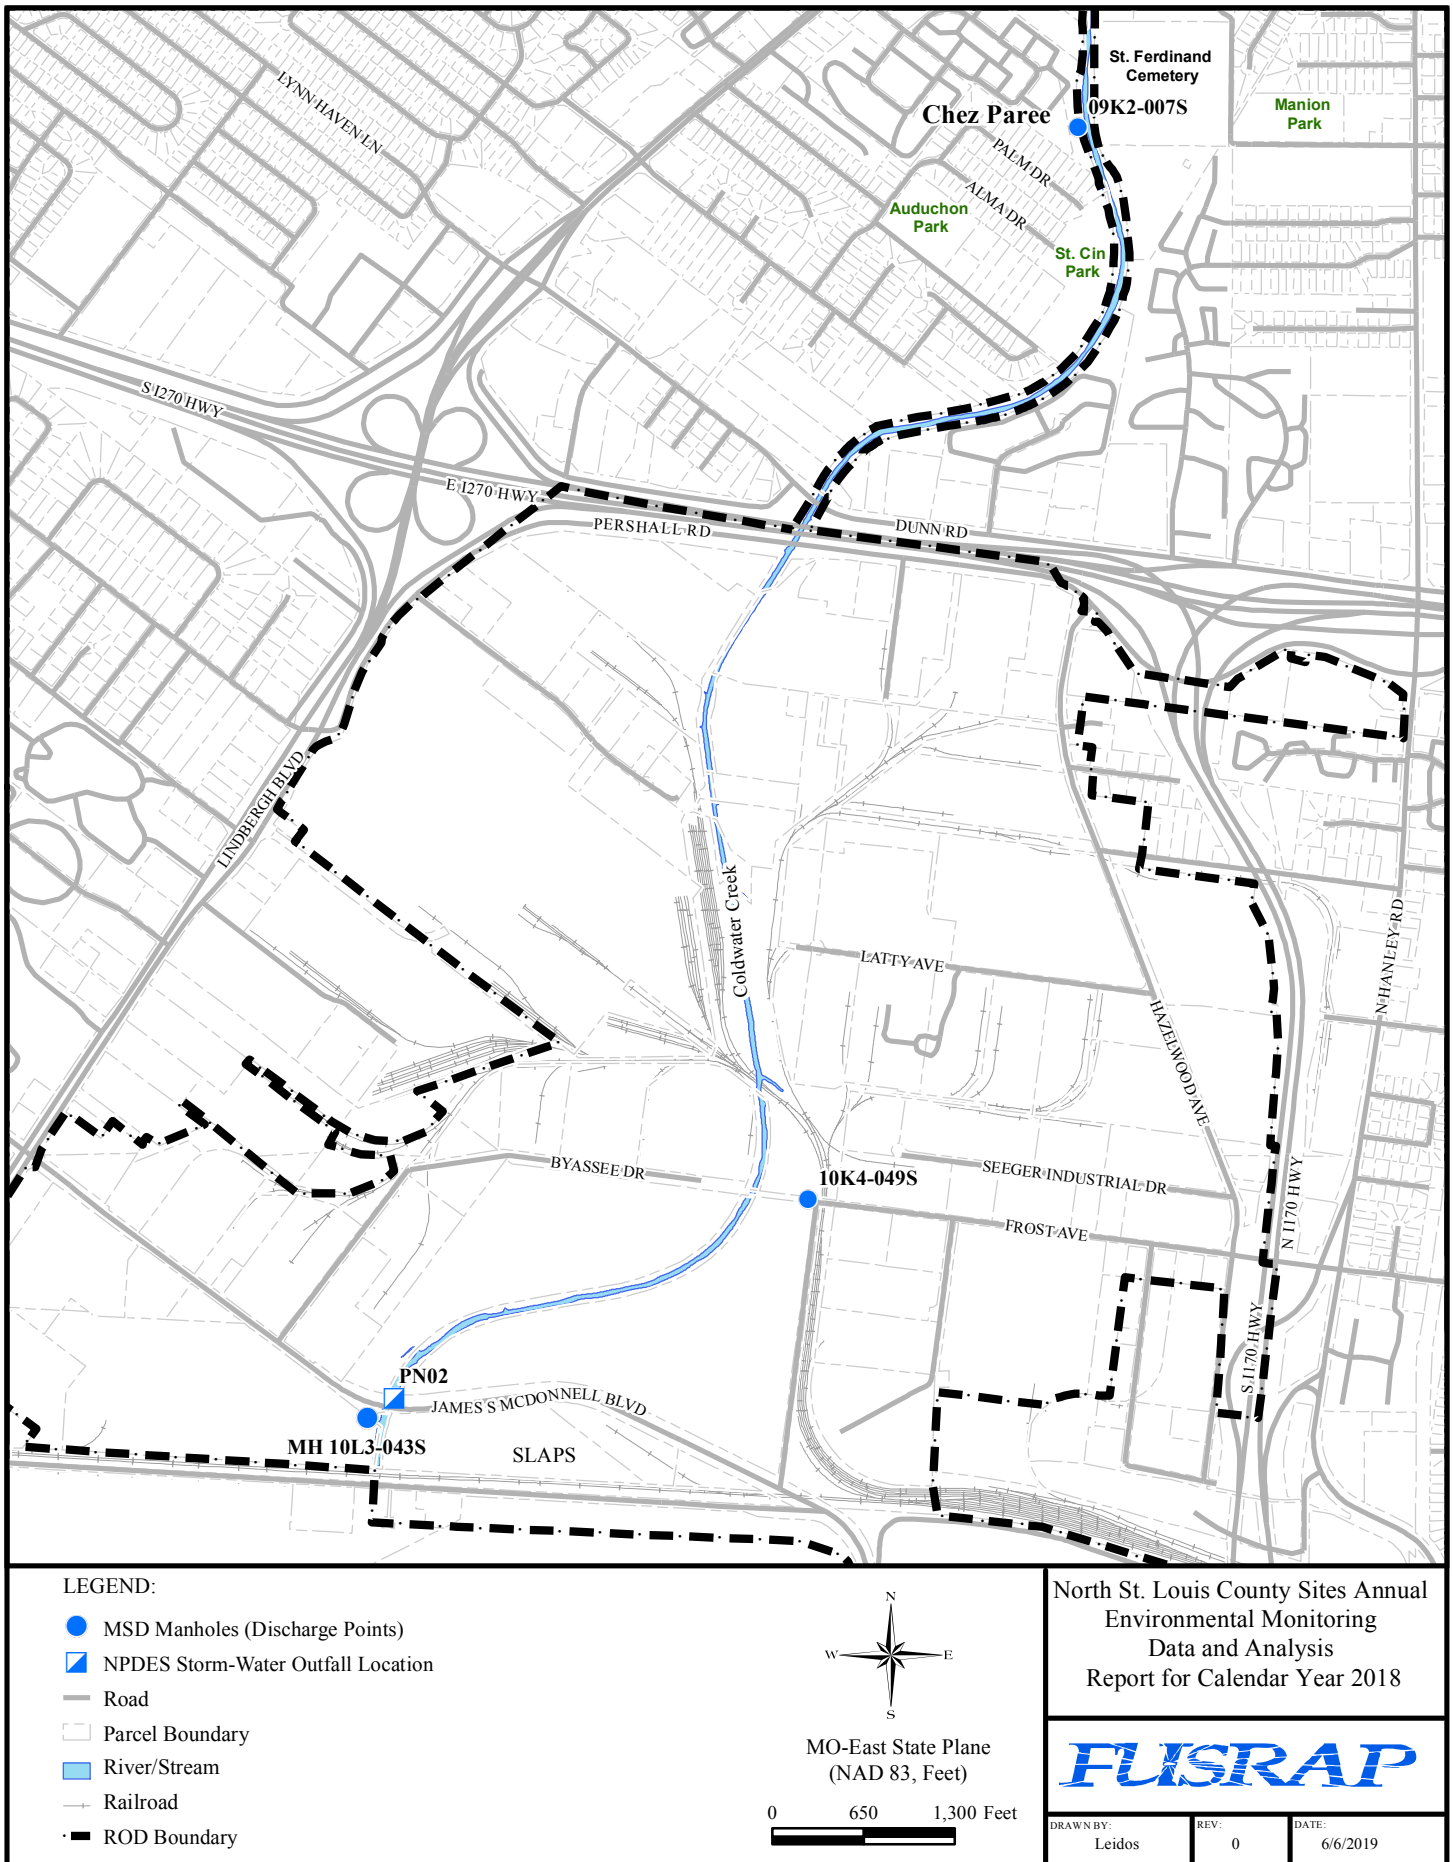 St. Ferdinand
Cemetery
Chez Paree
09K2-007S
Manion
Park
LYNN HAVEN LN
PALM DR
ALMA DR
Auduchon
Park
St. Cin
Park
S I270 HWY
E I270 HWY
PERSHALL RD
DUNN RD
LINDBERGH BLVD
Coldwater Creek
LATTY AVE
N HANLEY RD
HAZELWOOD AVE
BYASSEE DR
10K4-049S
SEEGER INDUSTRIAL DR
FROST AVE
N I170 HWY
S I170 HWY
PN02
JAMES S MCDONNELL BLVD
MH 10L3-043S
SLAPS
LEGEND:
MSD Manholes (Discharge Points)
NPDES Storm-Water Outfall Location
Road
Parcel Boundary
River/Stream
Railroad
ROD Boundary
N
W E
S
MO-East State Plane
(NAD 83, Feet)
0 650 1,300 Feet
North St. Louis County Sites Annual
Environmental Monitoring
Data and Analysis
Report for Calendar Year 2018
FUSRAP
DRAWN BY: REV: DATE:
Leidos 0 6/6/2019